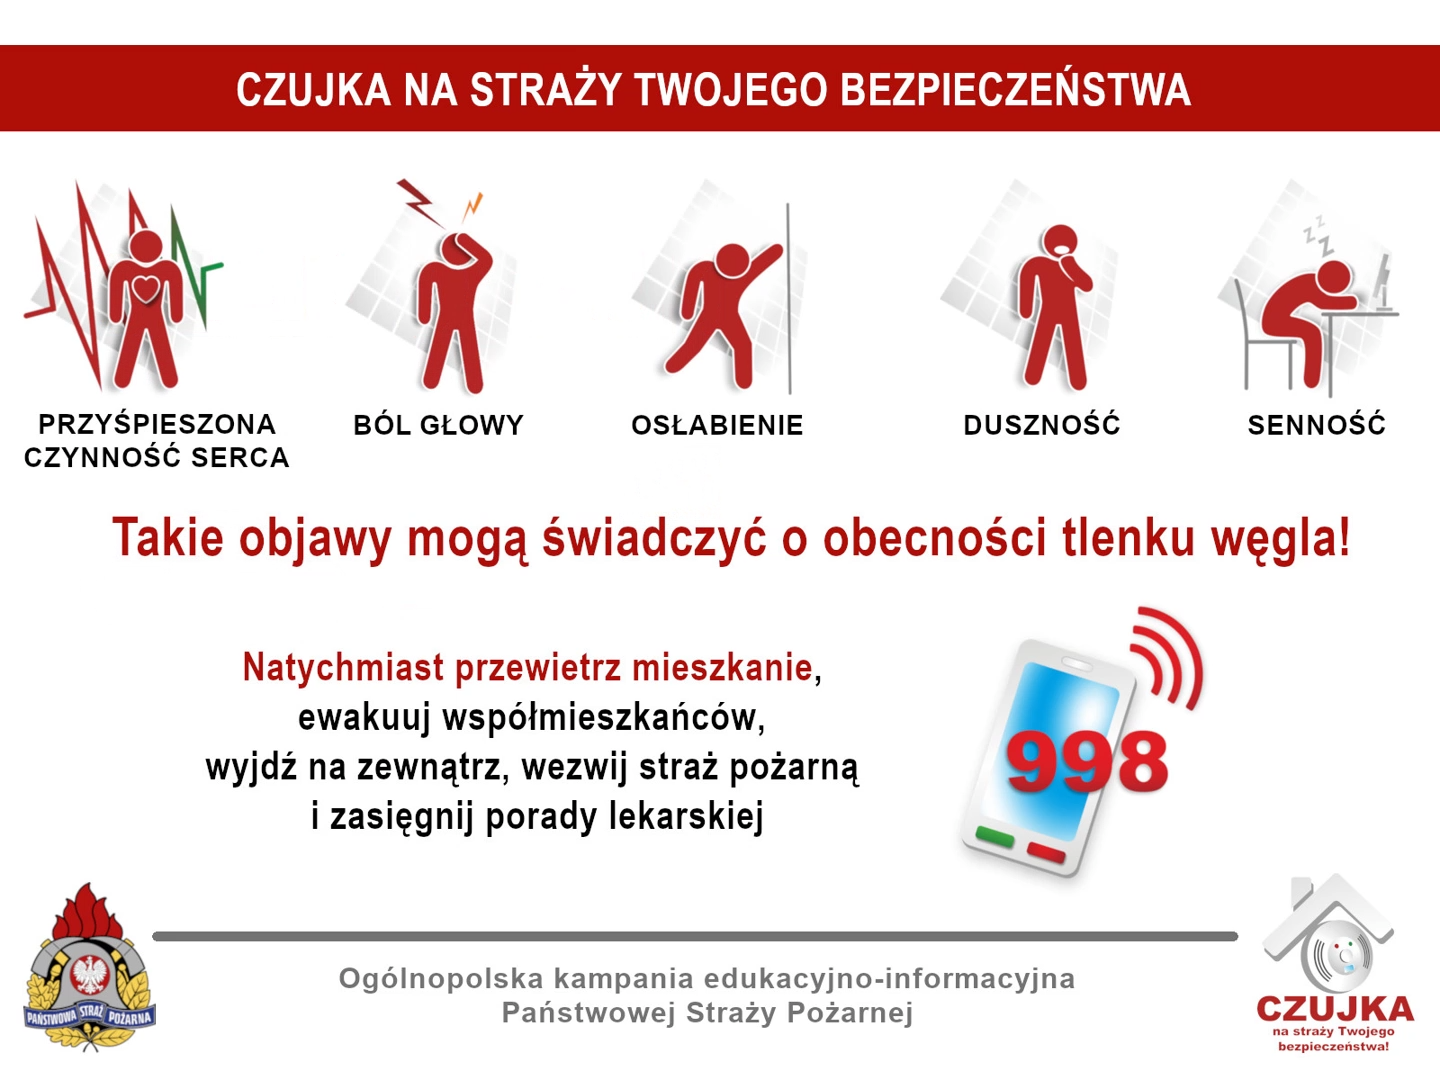 CZUJKA NA STRAŻY TWOJEGO BEZPIECZEŃSTWA
PRZYŚPIESZONA
CZYNNOŚĆ SERCA
BÓL GŁOWY
OSŁABIENIE
DUSZNOŚĆ
SENNOŚĆ
Takie objawy mogą świadczyć o obecności tlenku węgla!
Natychmiast przewietrz mieszkanie,
ewakuuj współmieszkańców,
wyjdź na zewnątrz, wezwij straż pożarną
i zasięgnij porady lekarskiej
998
Ogólnopolska kampania edukacyjno-informacyjna
Państwowej Straży Pożarnej
PAŃSTWOWA STRAŻ POŻARNA
CZUJKA
na straży Twojego
bezpieczeństwa!